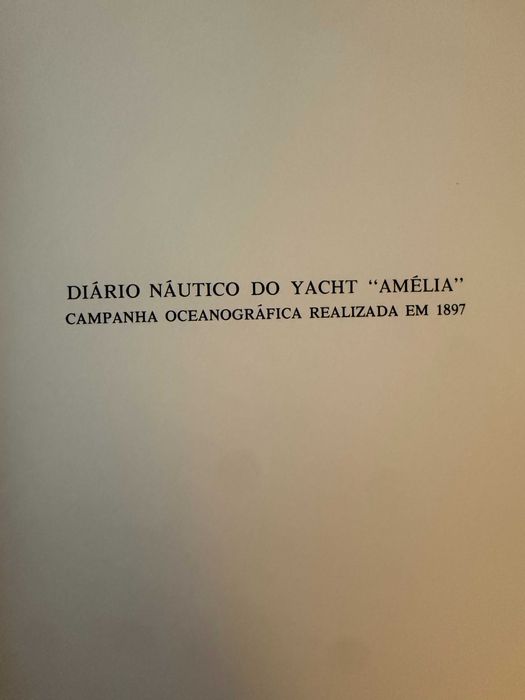 DIÁRIO NÁUTICO DO YACHT “AMÉLIA”
CAMPANHA OCEANOGRÁFICA REALIZADA EM 1897